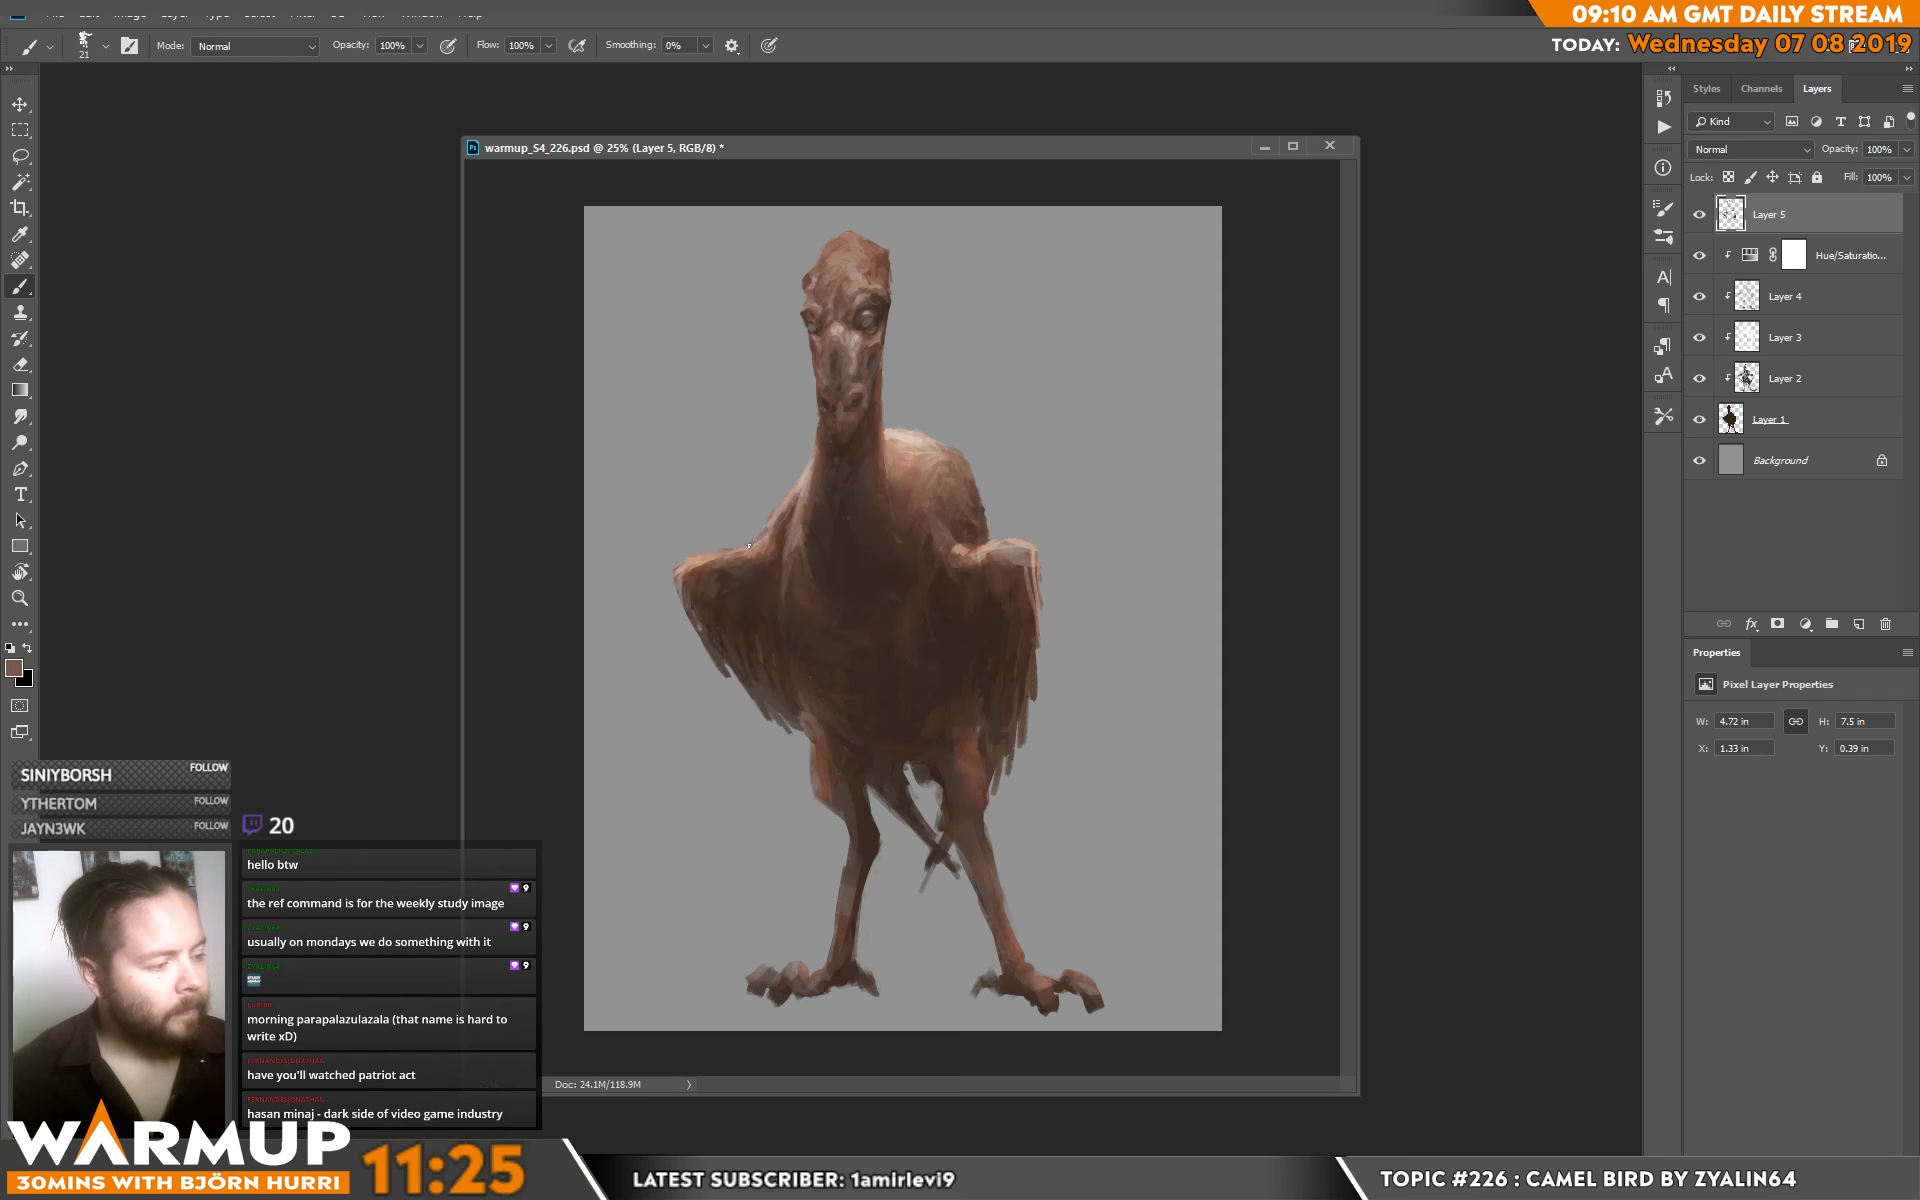 09:10 AM GMT DAILY STREAM
TODAY: Wednesday 07 08 2019
21
Mode: Normal
Opacity: 100%
Flow: 100%
Smoothing: 0%
warmup_S4_226.psd @ 25% (Layer 5, RGB/8) *
Styles
Channels
Layers
Kind
Normal
Opacity: 100%
Lock:
Fill: 100%
Layer 5
Hue/Saturatio...
Layer 4
Layer 3
Layer 2
Layer 1
Background
Properties
Pixel Layer Properties
W: 4.72 in
H: 7.5 in
X: 1.33 in
Y: 0.39 in
SINIYBORSH FOLLOW
YTHERTOM FOLLOW
JAYN3WK FOLLOW
20
hello btw
9
the ref command is for the weekly study image
9
usually on mondays we do something with it
9
morning parapalazulazala (that name is hard to
write xD)
FERNANDESJONATHAN
have you'll watched patriot act
FERNANDESJONATHAN
hasan minaj - dark side of video game industry
Doc: 24.1M/118.9M
WARMUP
30MINS WITH BJÖRN HURRI
11:25
LATEST SUBSCRIBER: 1amirlevi9
TOPIC #226 : CAMEL BIRD BY ZYALIN64